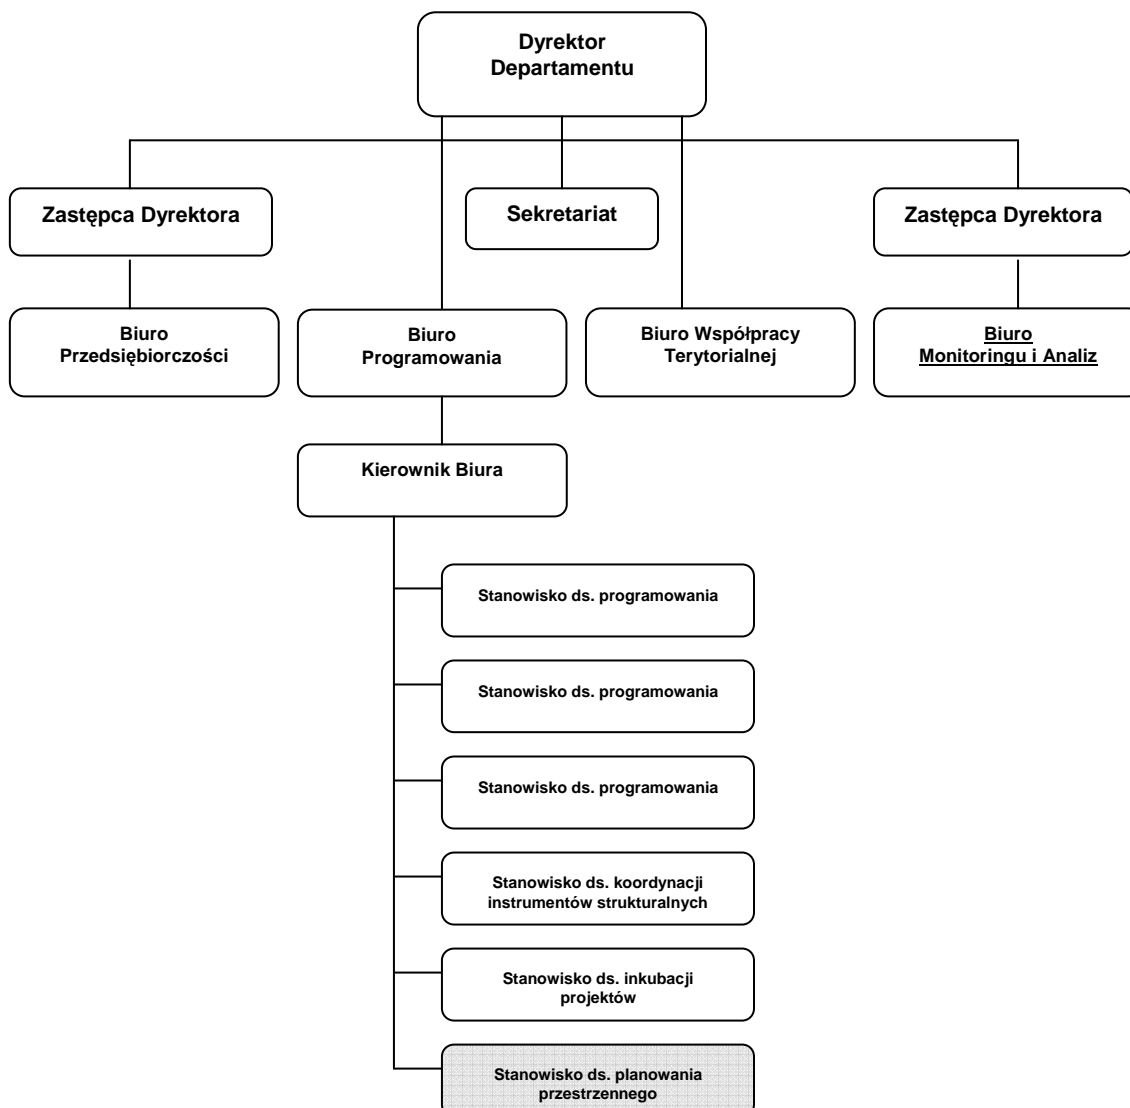 Dyrektor
Departamentu
Zastępca Dyrektora
Sekretariat
Zastępca Dyrektora
Biuro
Przedsiębiorczości
Biuro
Programowania
Biuro Współpracy
Terytorialnej
Biuro
Monitoringu i Analiz
Kierownik Biura
Stanowisko ds. programowania
Stanowisko ds. programowania
Stanowisko ds. programowania
Stanowisko ds. koordynacji
instrumentów strukturalnych
Stanowisko ds. inkubacji
projektów
Stanowisko ds. planowania
przestrzennego